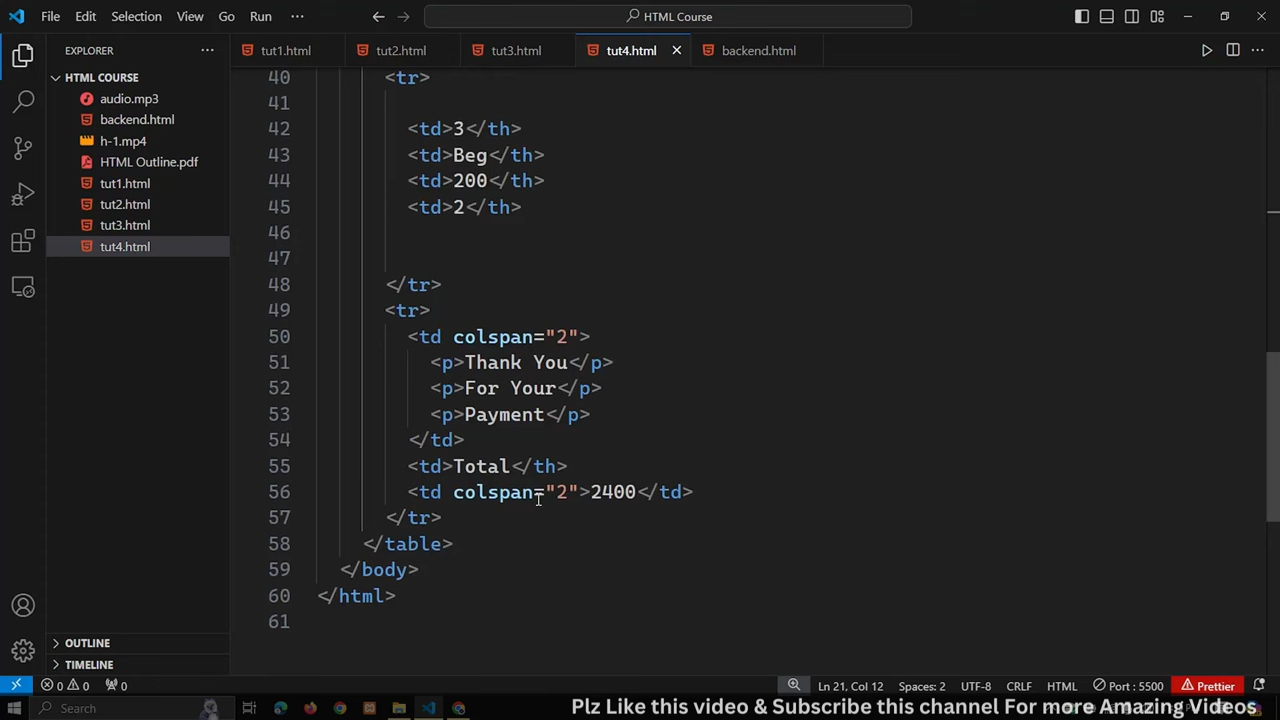 File Edit Selection View Go Run ··· HTML Course
EXPLORER ···
tut1.html tut2.html tut3.html tut4.html backend.html
HTML COURSE
audio.mp3
backend.html
h-1.mp4
HTML Outline.pdf
tut1.html
tut2.html
tut3.html
tut4.html
OUTLINE
TIMELINE
40 <tr>
41
42 <td>3</th>
43 <td>Beg</th>
44 <td>200</th>
45 <td>2</th>
46
47
48 </tr>
49 <tr>
50 <td colspan="2">
51 <p>Thank You</p>
52 <p>For Your</p>
53 <p>Payment</p>
54 </td>
55 <td>Total</th>
56 <td colspan="2">2400</td>
57 </tr>
58 </table>
59 </body>
60 </html>
61
0 0 0 Ln 21, Col 12 Spaces: 2 UTF-8 CRLF HTML Port : 5500 Prettier
Search
Plz Like this video & Subscribe this channel For more Amazing Videos